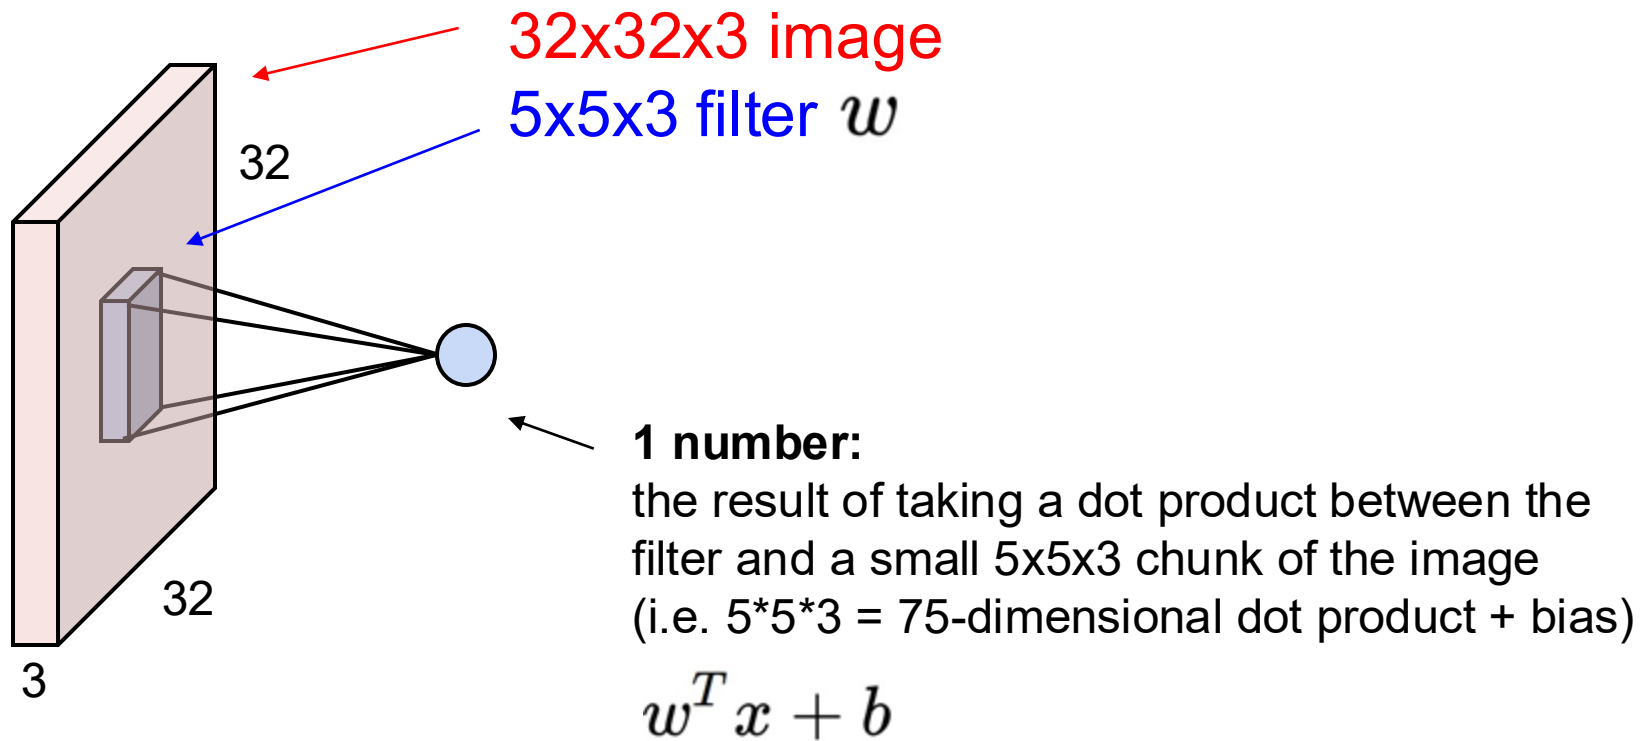 32x32x3 image
5x5x3 filter w
32
32
3
1 number:
the result of taking a dot product between the
filter and a small 5x5x3 chunk of the image
(i.e. 5*5*3 = 75-dimensional dot product + bias)
w^T x + b